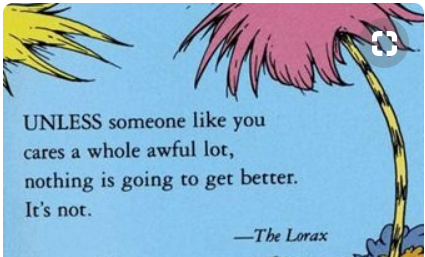 UNLESS someone like you
cares a whole awful lot,
nothing is going to get better.
It's not.
—The Lorax